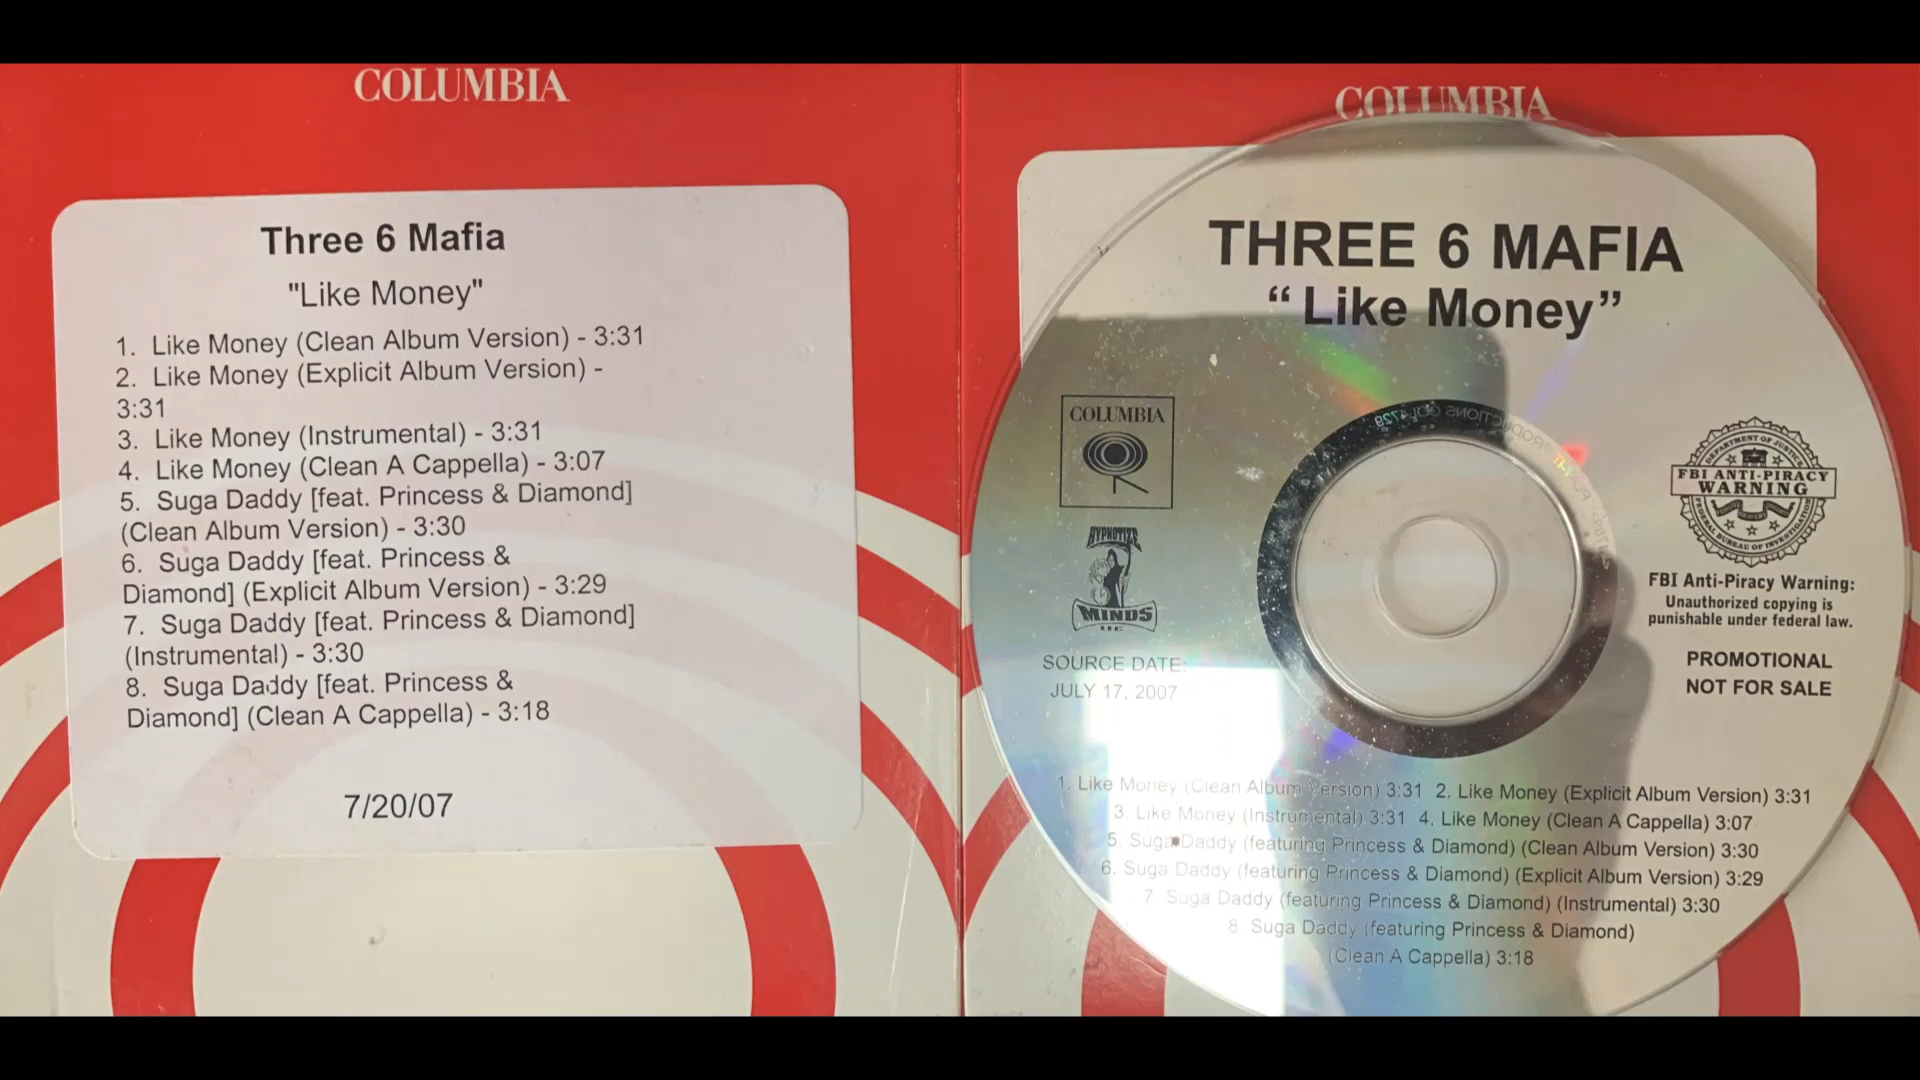 COLUMBIA
Three 6 Mafia
"Like Money"
1. Like Money (Clean Album Version) - 3:31
2. Like Money (Explicit Album Version) -
3:31
3. Like Money (Instrumental) - 3:31
4. Like Money (Clean A Cappella) - 3:07
5. Suga Daddy [feat. Princess & Diamond]
(Clean Album Version) - 3:30
6. Suga Daddy [feat. Princess &
Diamond] (Explicit Album Version) - 3:29
7. Suga Daddy [feat. Princess & Diamond]
(Instrumental) - 3:30
8. Suga Daddy [feat. Princess &
Diamond] (Clean A Cappella) - 3:18
7/20/07
COLUMBIA
THREE 6 MAFIA
“Like Money”
COLUMBIA
HYPNOTIZE
MINDS
LLC
SOURCE DATE:
JULY 17, 2007
DEPARTMENT OF JUSTICE
FBI ANTI-PIRACY
WARNING
FEDERAL BUREAU OF INVESTIGATION
FBI Anti-Piracy Warning:
Unauthorized copying is
punishable under federal law.
PROMOTIONAL
NOT FOR SALE
1. Like Money (Clean Album Version) 3:31 2. Like Money (Explicit Album Version) 3:31
3. Like Money (Instrumental) 3:31 4. Like Money (Clean A Cappella) 3:07
5. Suga Daddy (featuring Princess & Diamond) (Clean Album Version) 3:30
6. Suga Daddy (featuring Princess & Diamond) (Explicit Album Version) 3:29
7 Suga Daddy (featuring Princess & Diamond) (Instrumental) 3:30
8 Suga Daddy (featuring Princess & Diamond)
(Clean A Cappella) 3:18